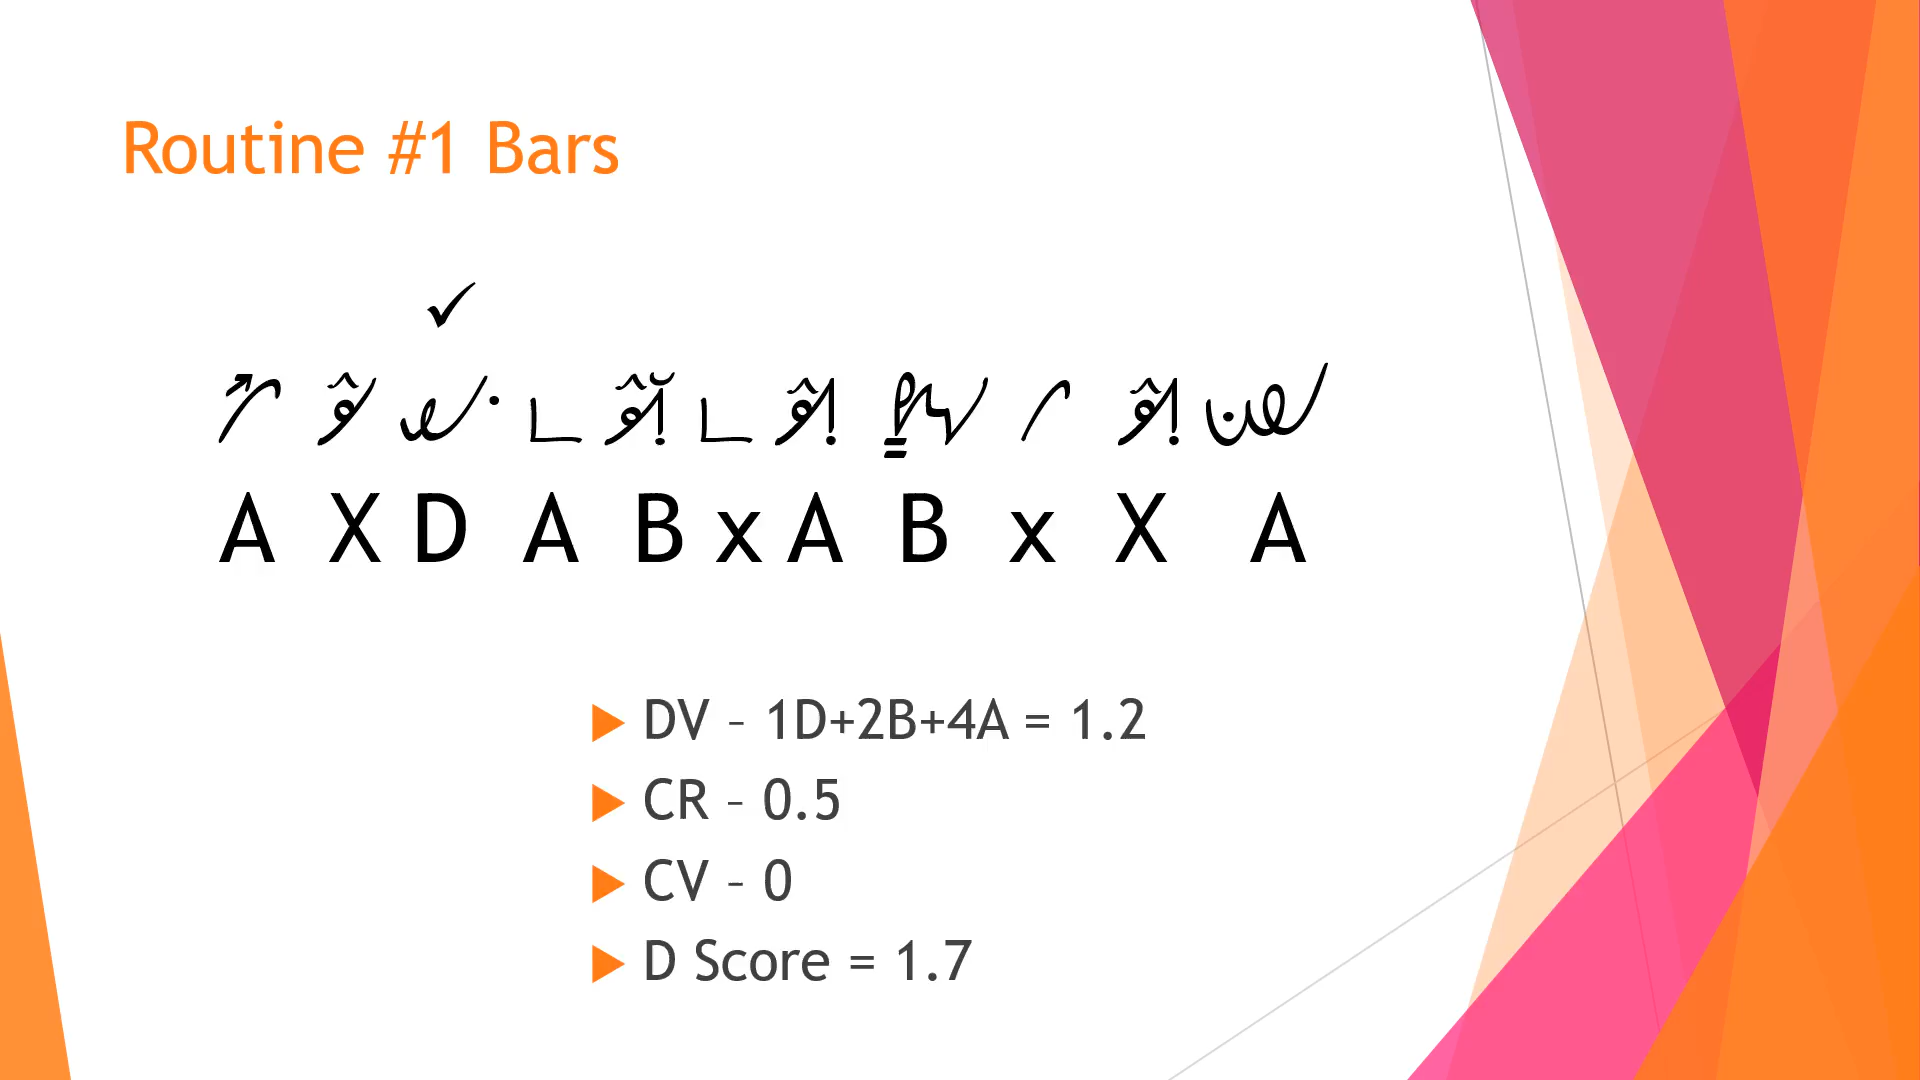 Routine #1 Bars
✓
A X D A B x A B x X A
DV – 1D+2B+4A = 1.2
CR – 0.5
CV – 0
D Score = 1.7